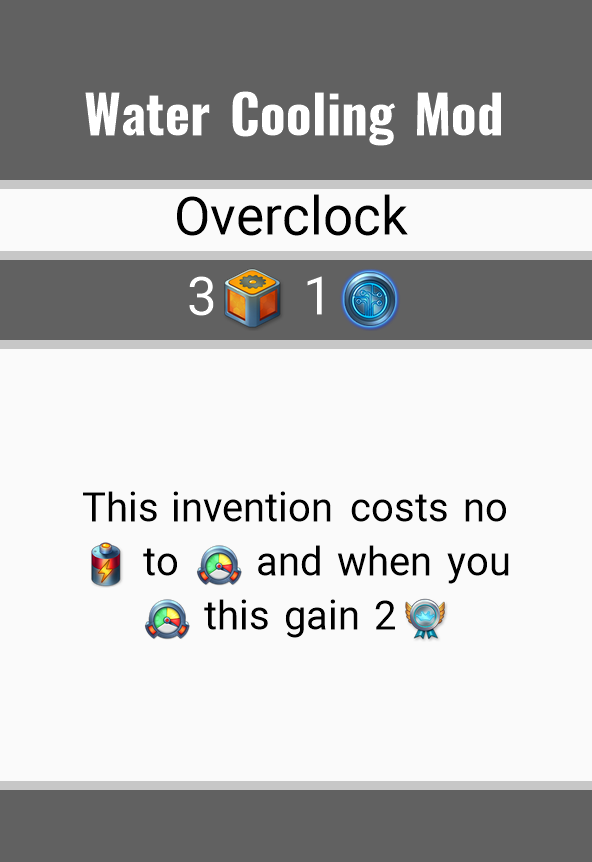 Water Cooling Mod
Overclock
3 1
This invention costs no
to and when you
this gain 2